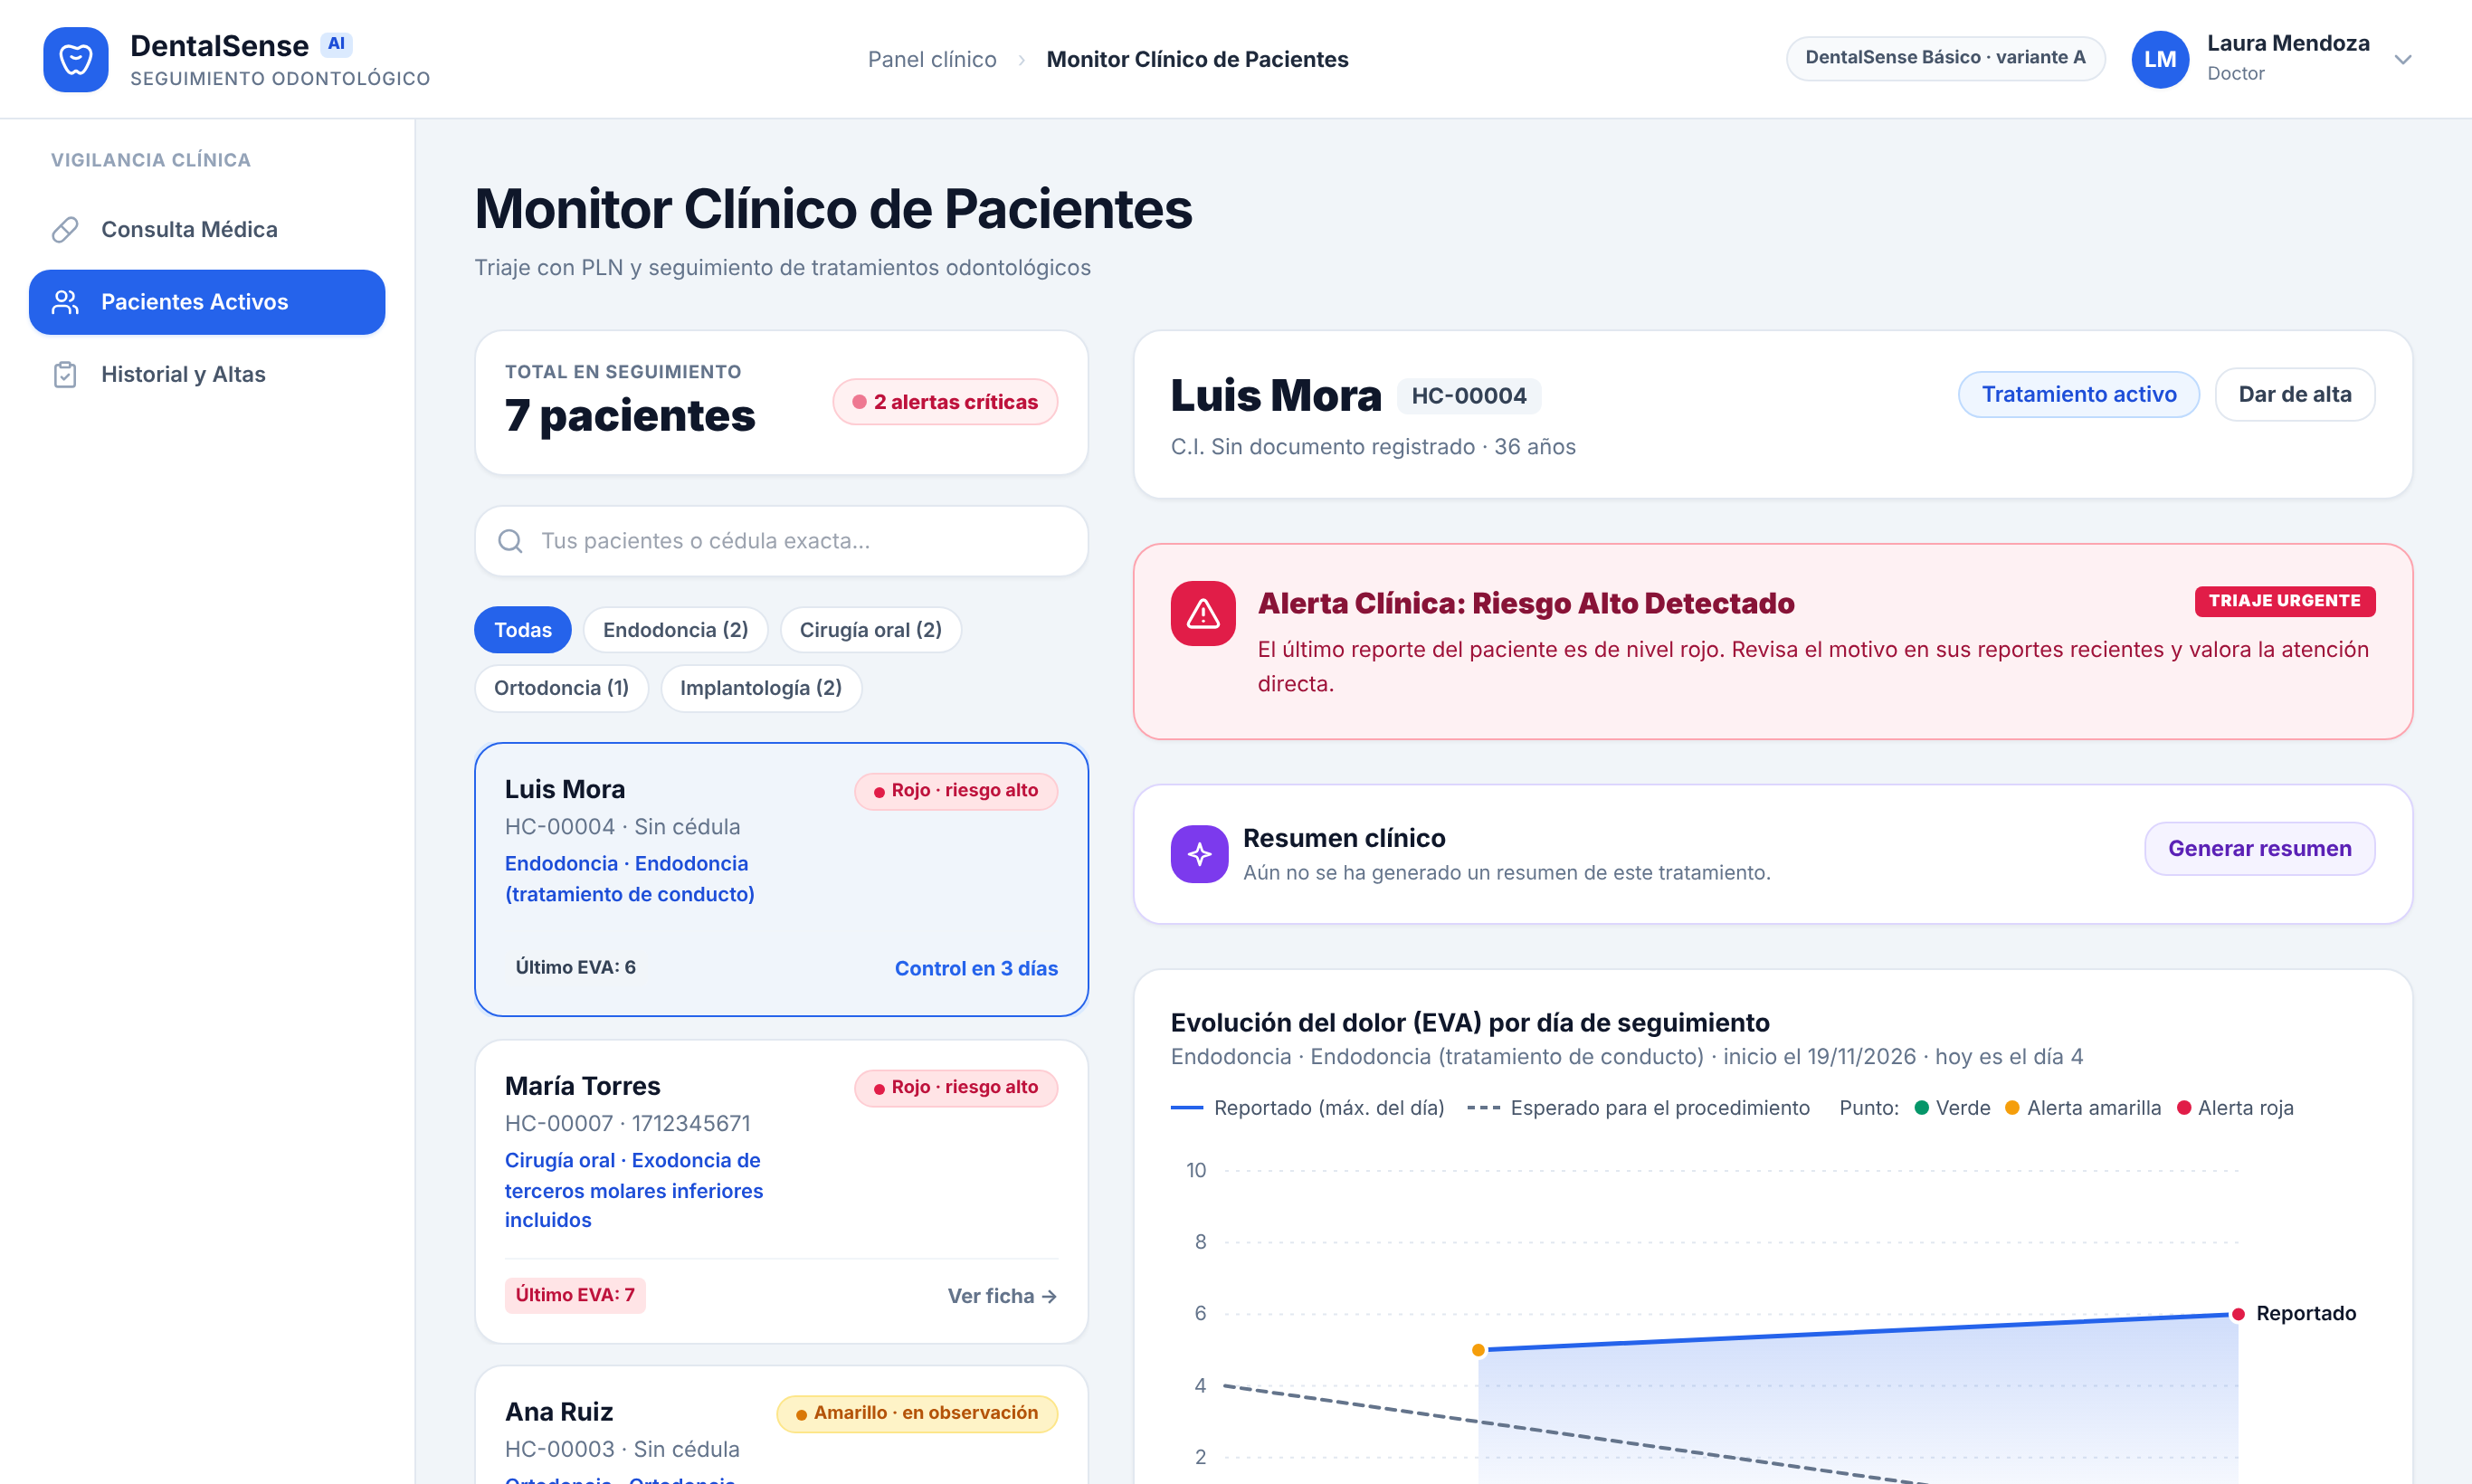 DentalSense AI
SEGUIMIENTO ODONTOLÓGICO
Panel clínico › Monitor Clínico de Pacientes
DentalSense Básico · variante A
LM
Laura Mendoza
Doctor
VIGILANCIA CLÍNICA
Consulta Médica
Pacientes Activos
Historial y Altas
Monitor Clínico de Pacientes
Triaje con PLN y seguimiento de tratamientos odontológicos
TOTAL EN SEGUIMIENTO
7 pacientes
2 alertas críticas
Tus pacientes o cédula exacta...
Todas
Endodoncia (2)
Cirugía oral (2)
Ortodoncia (1)
Implantología (2)
Luis Mora
Rojo · riesgo alto
HC-00004 · Sin cédula
Endodoncia · Endodoncia
(tratamiento de conducto)
Último EVA: 6
Control en 3 días
María Torres
Rojo · riesgo alto
HC-00007 · 1712345671
Cirugía oral · Exodoncia de
terceros molares inferiores
incluidos
Último EVA: 7
Ver ficha →
Ana Ruiz
Amarillo · en observación
HC-00003 · Sin cédula
Ortodoncia · Ortodoncia
Luis Mora HC-00004
C.I. Sin documento registrado · 36 años
Tratamiento activo
Dar de alta
Alerta Clínica: Riesgo Alto Detectado
TRIAJE URGENTE
El último reporte del paciente es de nivel rojo. Revisa el motivo en sus reportes recientes y valora la atención
directa.
Resumen clínico
Aún no se ha generado un resumen de este tratamiento.
Generar resumen
Evolución del dolor (EVA) por día de seguimiento
Endodoncia · Endodoncia (tratamiento de conducto) · inicio el 19/11/2026 · hoy es el día 4
Reportado (máx. del día) Esperado para el procedimiento Punto: Verde Alerta amarilla Alerta roja
10
8
6
Reportado
4
2